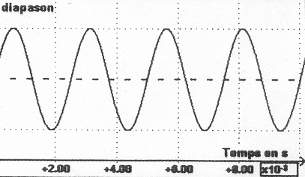 diapason
Temps en s
+2.00 +4.00 +6.00 +8.00 x10⁻³